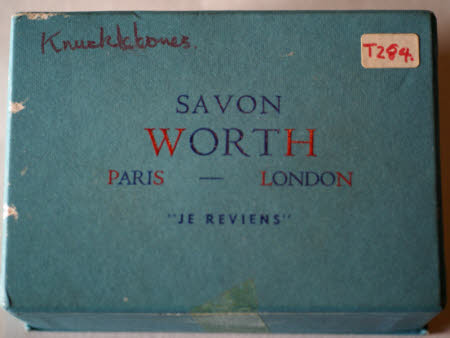 Knucklebones.
T284.
SAVON
WORTH
PARIS — LONDON
"JE REVIENS"